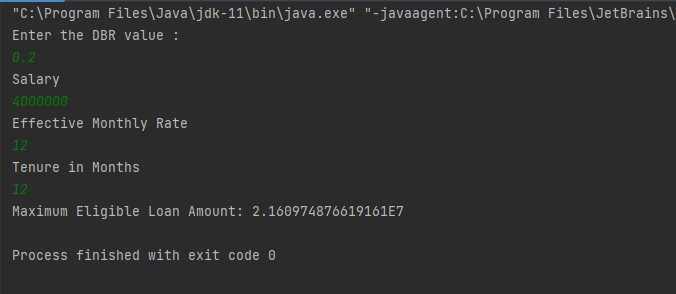 "C:\Program Files\Java\jdk-11\bin\java.exe" "-javaagent:C:\Program Files\JetBrains\
Enter the DBR value :
0.2
Salary
4000000
Effective Monthly Rate
12
Tenure in Months
12
Maximum Eligible Loan Amount: 2.160974876619161E7
Process finished with exit code 0